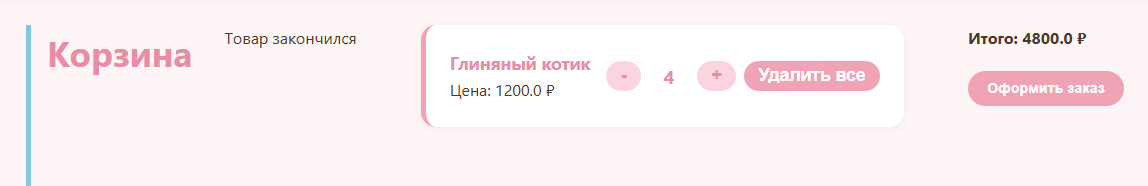 Корзина
Товар закончился
Глиняный котик
Цена: 1200.0 ₽
-
4
+
Удалить все
Итого: 4800.0 ₽
Оформить заказ